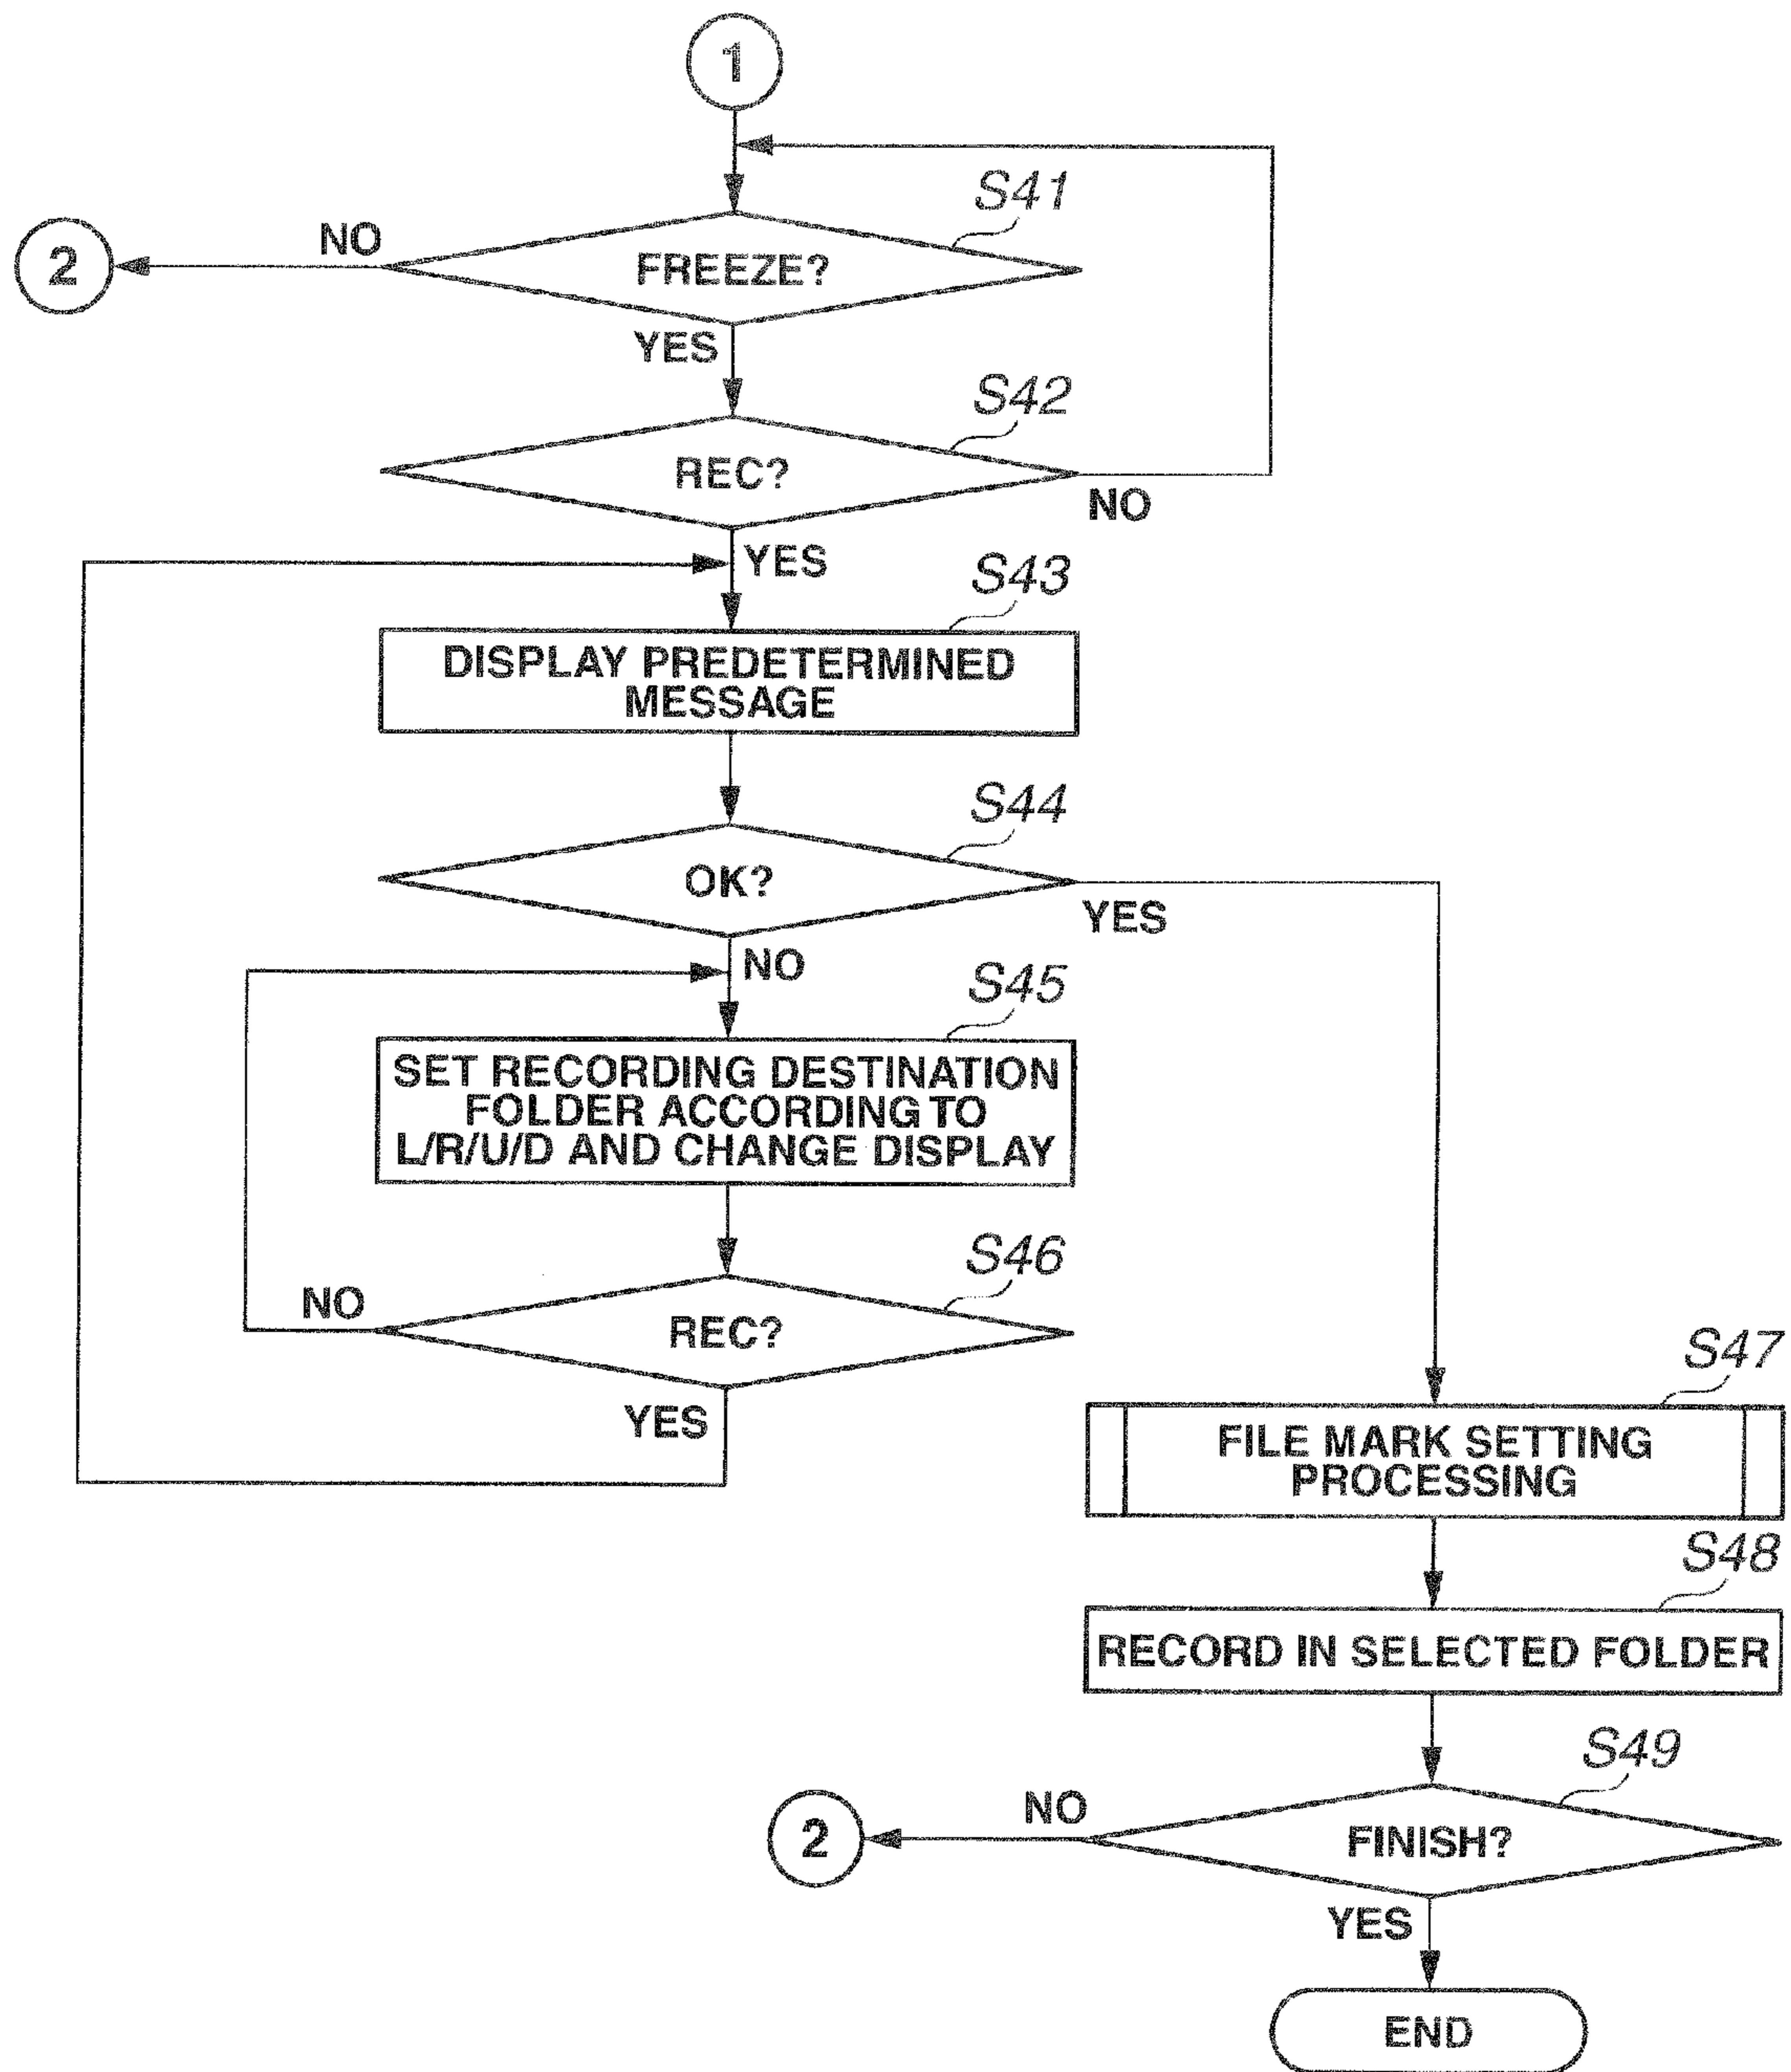 1
S41
NO
2
FREEZE?
YES
S42
REC?
NO
YES
S43
DISPLAY PREDETERMINED
MESSAGE
S44
OK?
YES
NO
S45
SET RECORDING DESTINATION
FOLDER ACCORDING TO
L/R/U/D AND CHANGE DISPLAY
S46
NO
REC?
YES
S47
FILE MARK SETTING
PROCESSING
S48
RECORD IN SELECTED FOLDER
S49
NO
2
FINISH?
YES
END